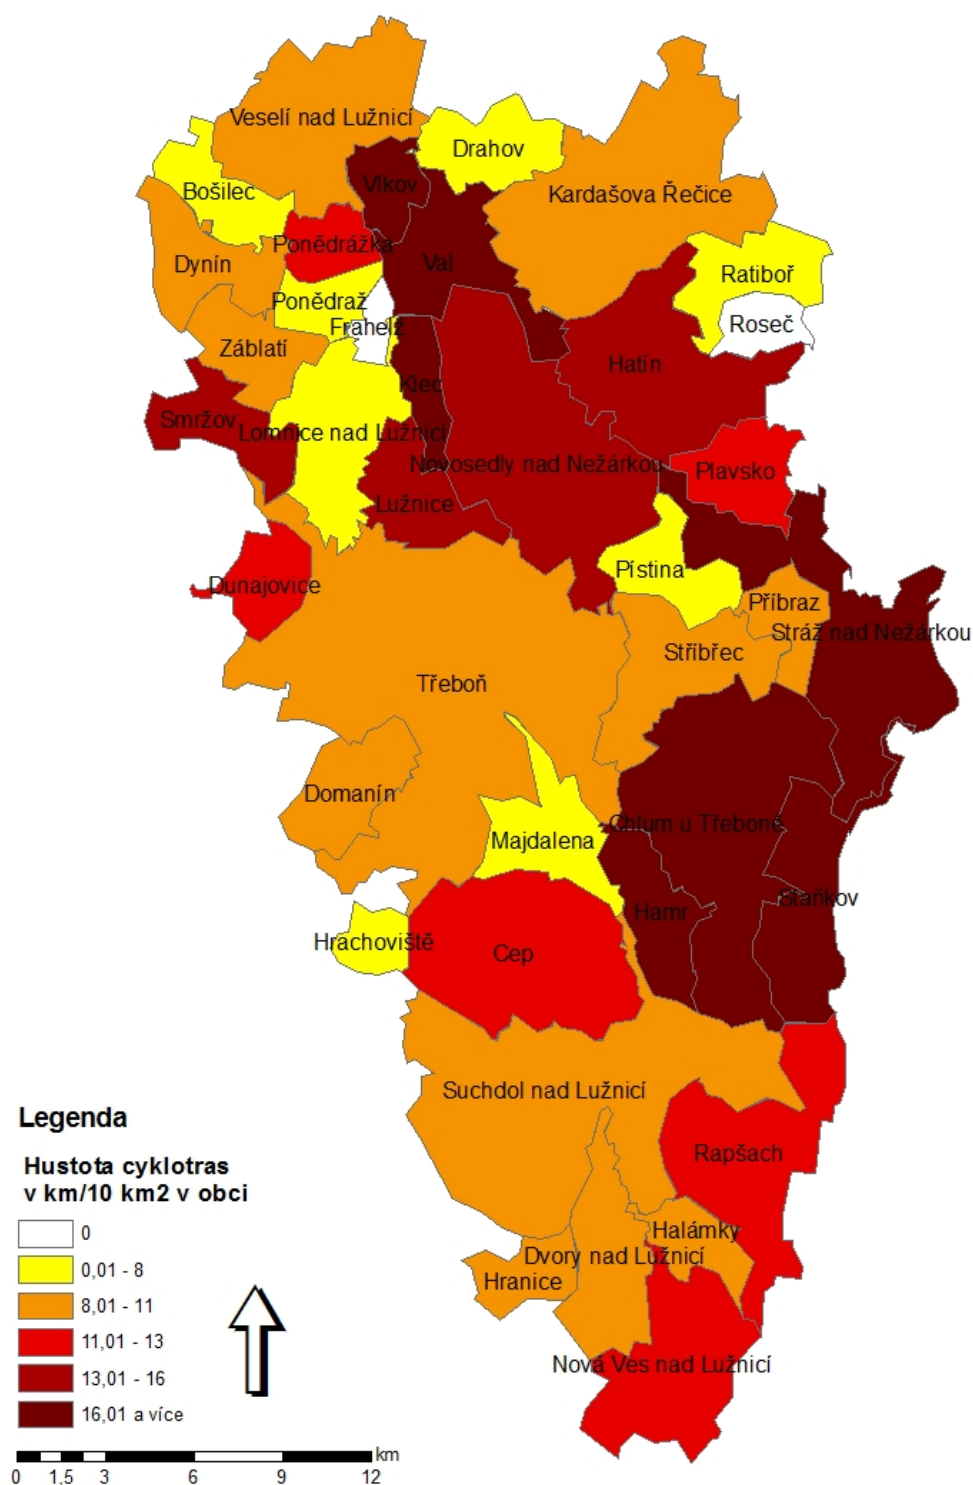 Veselí nad Lužnicí
Drahov
Vlkov
Bošilec
Kardašova Řečice
Ponědrážka
Dynín
Val
Ratiboř
Ponědraž
Frahelž
Roseč
Záblatí
Hatín
Klec
Smržov
Lomnice nad Lužnicí
Novosedly nad Nežárkou
Plavsko
Lužnice
Pístina
Dunajovice
Příbraz
Stráž nad Nežárkou
Stříbřec
Třeboň
Domanín
Chlum u Třeboně
Majdalena
Staňkov
Hamr
Hrachoviště
Cep
Suchdol nad Lužnicí
Rapšach
Halámky
Dvory nad Lužnicí
Hranice
Nová Ves nad Lužnicí
Legenda
Hustota cyklotras
v km/10 km2 v obci
0
0,01 - 8
8,01 - 11
11,01 - 13
13,01 - 16
16,01 a více
km
0 1,5 3 6 9 12